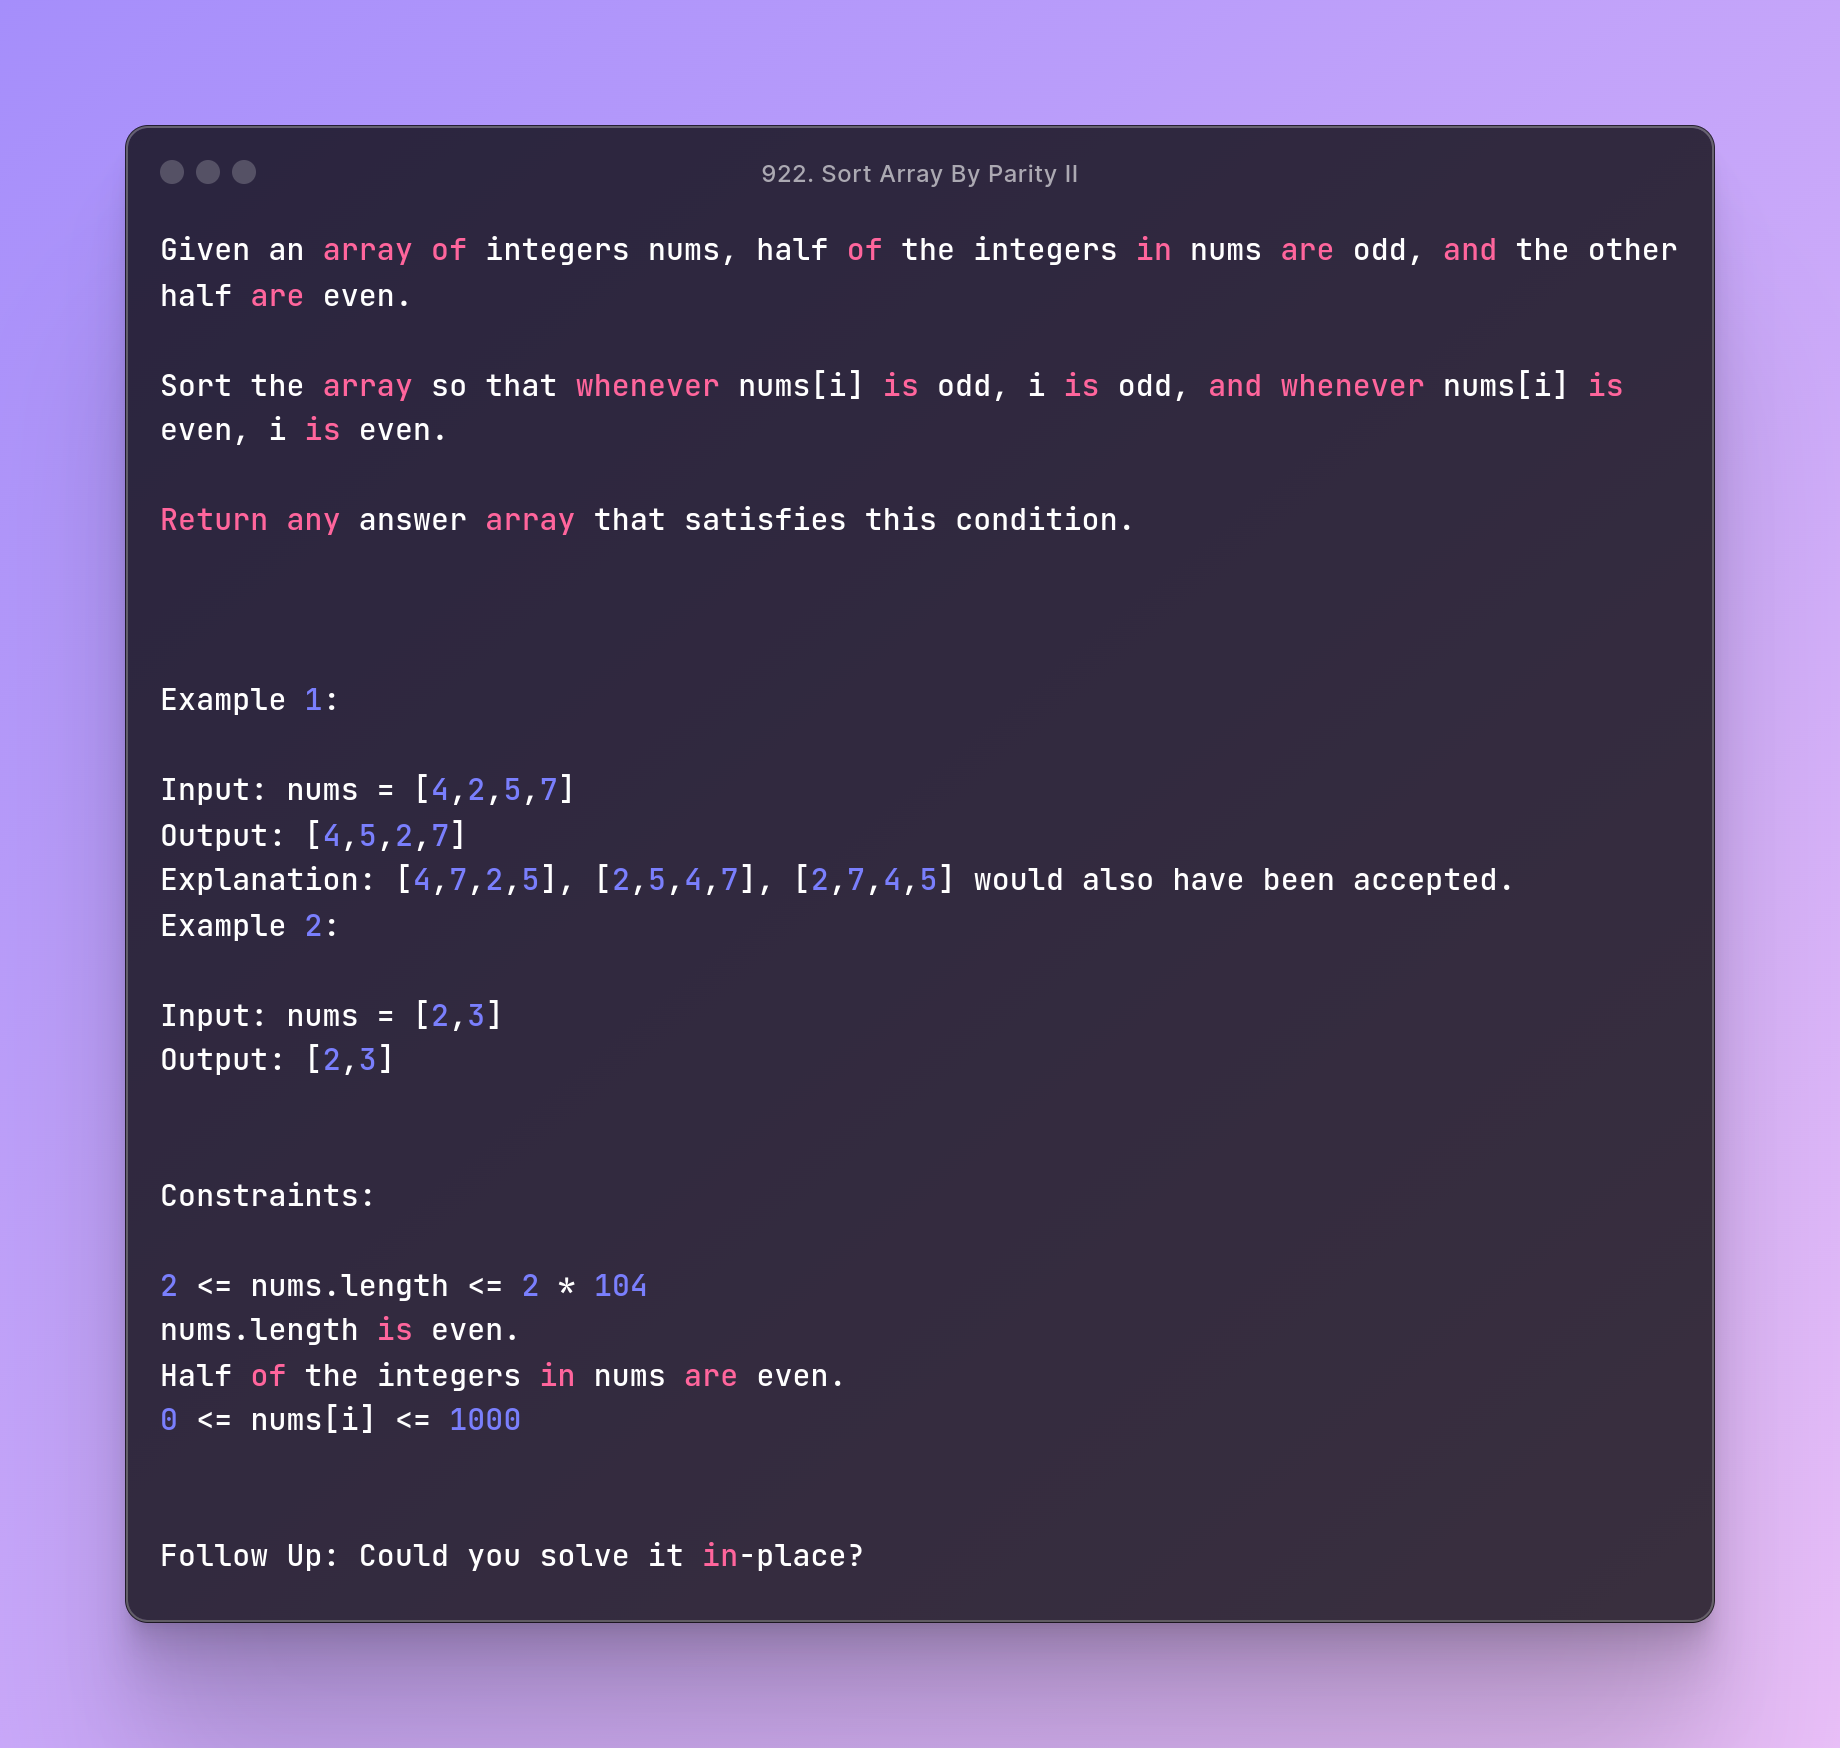 922. Sort Array By Parity II
Given an array of integers nums, half of the integers in nums are odd, and the other
half are even.
Sort the array so that whenever nums[i] is odd, i is odd, and whenever nums[i] is
even, i is even.
Return any answer array that satisfies this condition.
Example 1:
Input: nums = [4,2,5,7]
Output: [4,5,2,7]
Explanation: [4,7,2,5], [2,5,4,7], [2,7,4,5] would also have been accepted.
Example 2:
Input: nums = [2,3]
Output: [2,3]
Constraints:
2 <= nums.length <= 2 * 104
nums.length is even.
Half of the integers in nums are even.
0 <= nums[i] <= 1000
Follow Up: Could you solve it in-place?